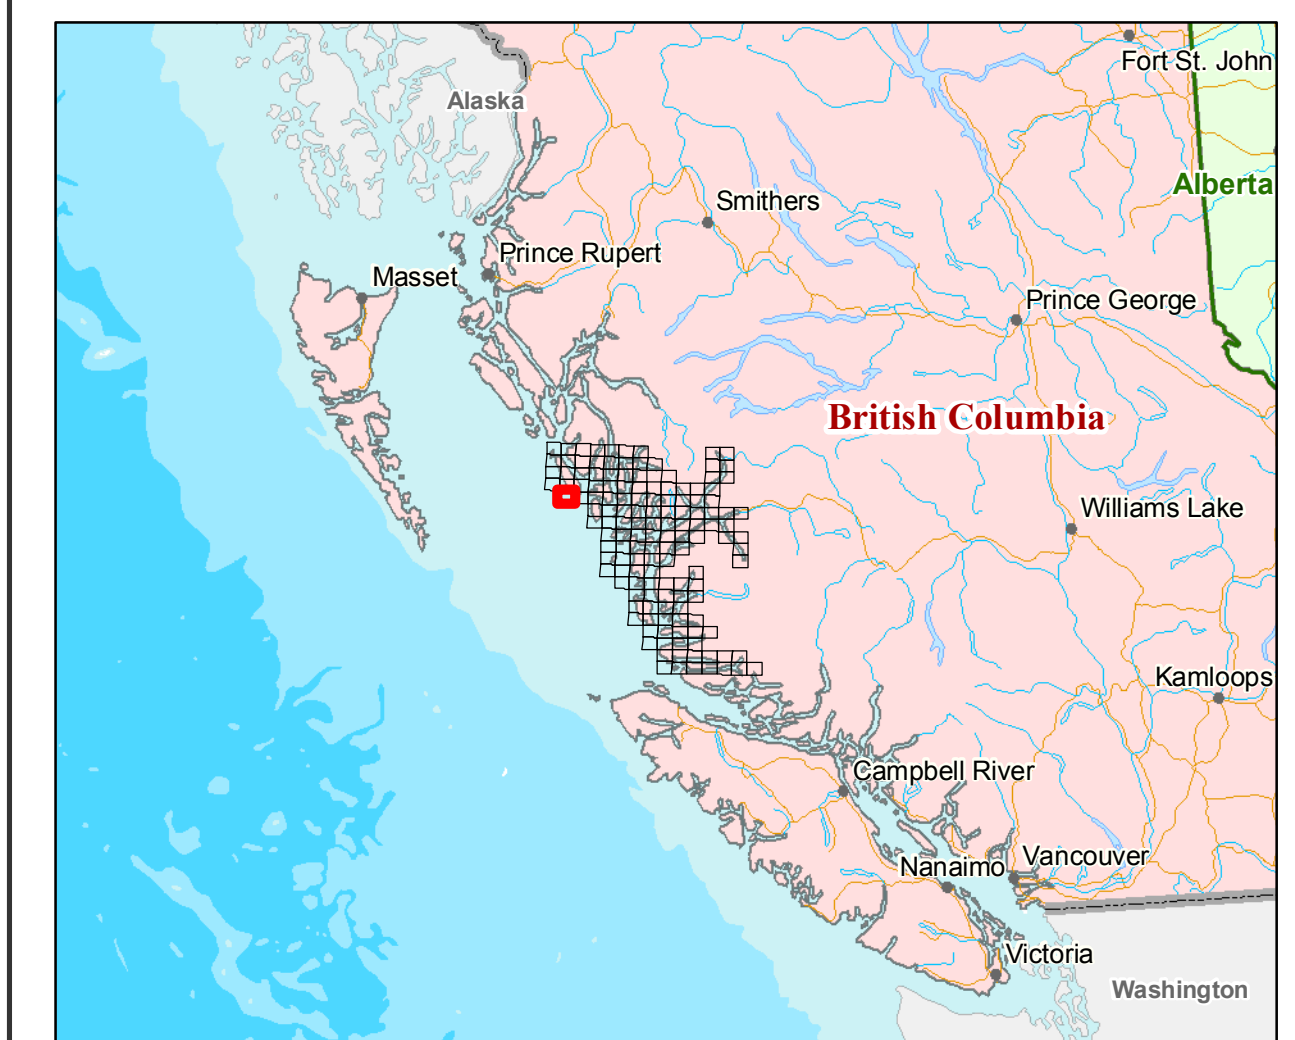 Fort St. John
Alaska
Alberta
Smithers
Prince Rupert
Masset
Prince George
British Columbia
Williams Lake
Kamloops
Campbell River
Vancouver
Nanaimo
Victoria
Washington